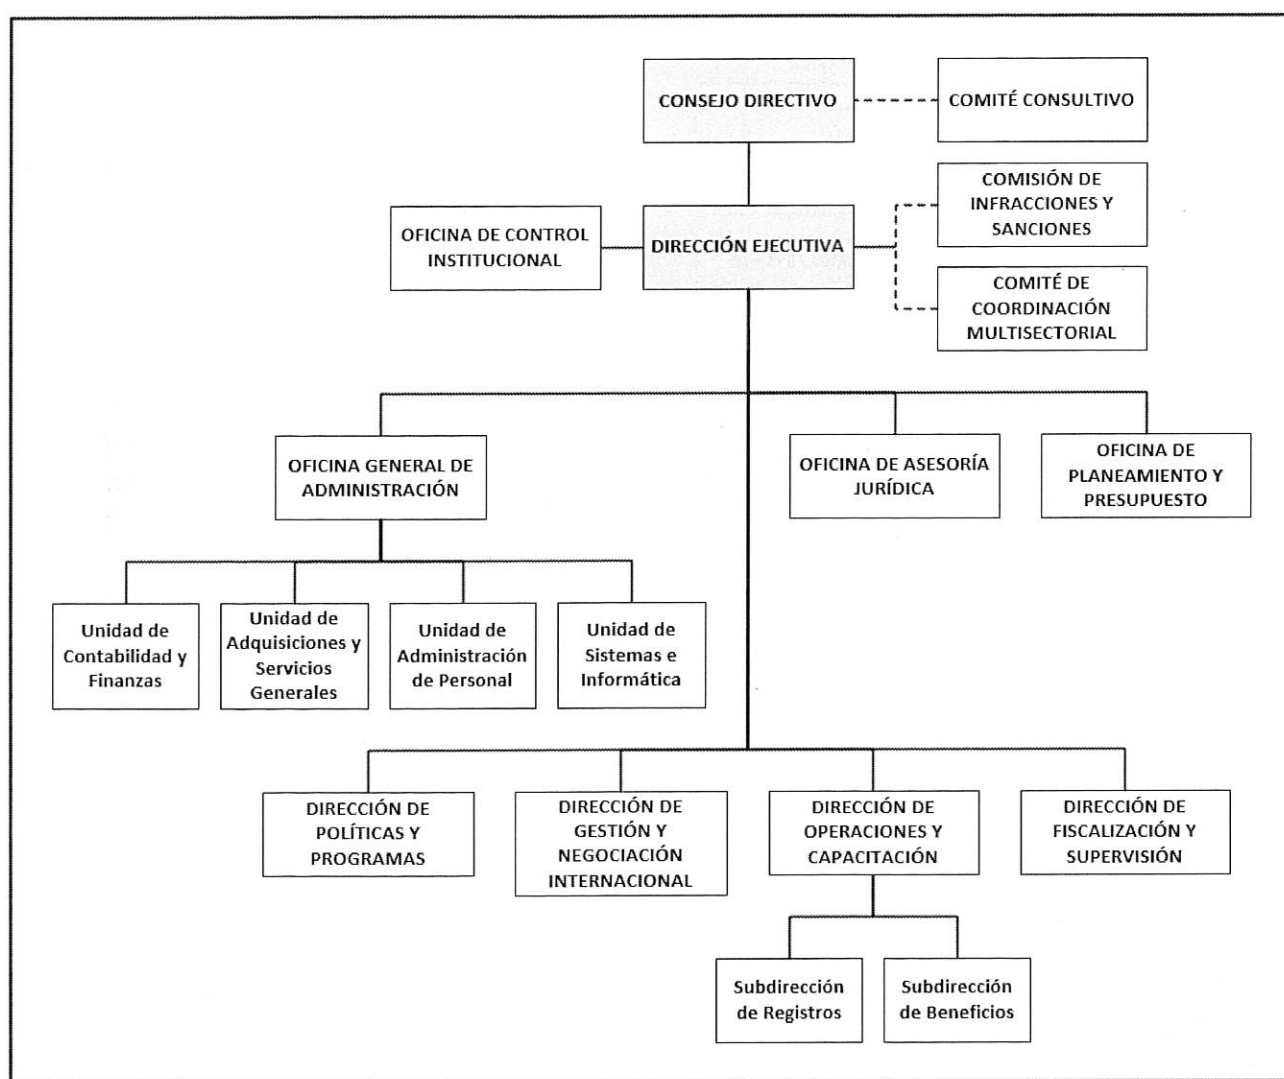 CONSEJO DIRECTIVO
COMITÉ CONSULTIVO
COMISIÓN DE
INFRACCIONES Y
SANCIONES
OFICINA DE CONTROL
INSTITUCIONAL
DIRECCIÓN EJECUTIVA
COMITÉ DE
COORDINACIÓN
MULTISECTORIAL
OFICINA GENERAL DE
ADMINISTRACIÓN
OFICINA DE ASESORÍA
JURÍDICA
OFICINA DE
PLANEAMIENTO Y
PRESUPUESTO
Unidad de
Contabilidad y
Finanzas
Unidad de
Adquisiciones y
Servicios
Generales
Unidad de
Administración
de Personal
Unidad de
Sistemas e
Informática
DIRECCIÓN DE
POLÍTICAS Y
PROGRAMAS
DIRECCIÓN DE
GESTIÓN Y
NEGOCIACIÓN
INTERNACIONAL
DIRECCIÓN DE
OPERACIONES Y
CAPACITACIÓN
DIRECCIÓN DE
FISCALIZACIÓN Y
SUPERVISIÓN
Subdirección
de Registros
Subdirección
de Beneficios